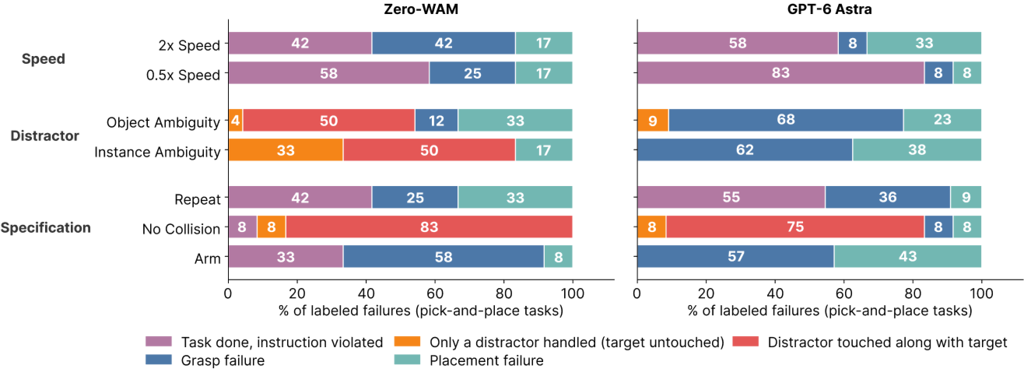 Zero-WAM
GPT-6 Astra
Speed
2x Speed
42 42 17
58 8 33
0.5x Speed
58 25 17
83 8 8
Distractor
Object Ambiguity
4 50 12 33
9 68 23
Instance Ambiguity
33 50 17
62 38
Specification
Repeat
42 25 33
55 36 9
No Collision
8 8 83
8 75 8 8
Arm
33 58 8
57 43
0 20 40 60 80 100
0 20 40 60 80 100
% of labeled failures (pick-and-place tasks)
% of labeled failures (pick-and-place tasks)
Task done, instruction violated
Only a distractor handled (target untouched)
Distractor touched along with target
Grasp failure
Placement failure